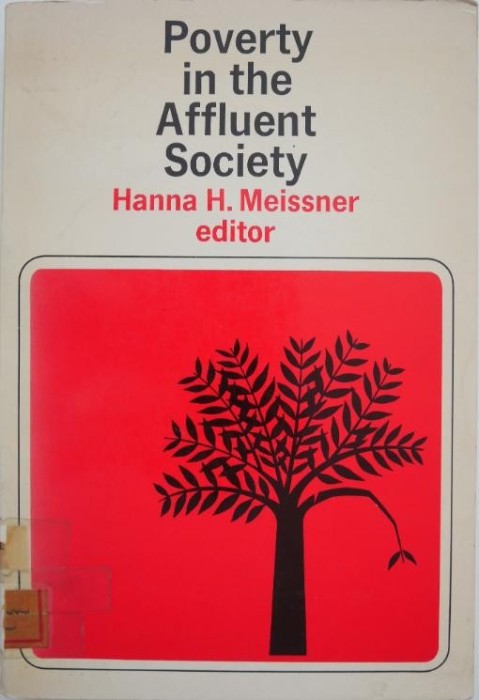 Poverty
in the
Affluent
Society
Hanna H. Meissner
editor